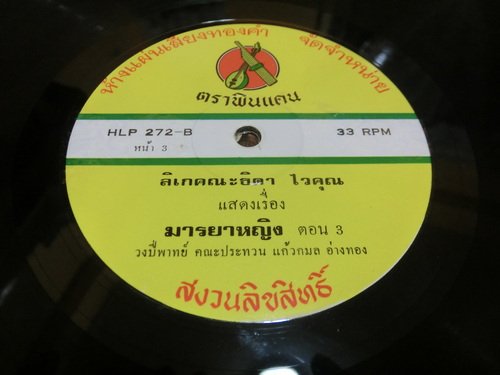 ห้างแผ่นเสียงทองคำ จัดจำหน่าย
ตราพิณแคน
HLP 272-B 33 RPM
หน้า 3
ลิเกคณะธิดา ไวคุณ
แสดงเรื่อง
มารยาหญิง ตอน 3
วงปี่พาทย์ คณะประทวน แก้วกมล อ่างทอง
สงวนลิขสิทธิ์